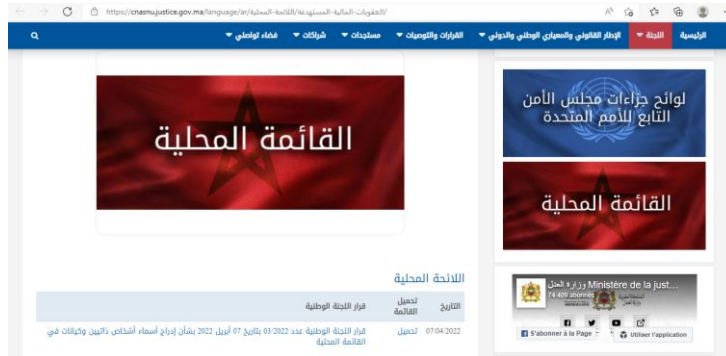 https://cnasnu.justice.gov.ma/language/ar/العقوبات-المالية-المستهدفة/اللائحة-المحلية/
الرئيسية
اللجنة
الإطار القانوني والمعياري الوطني والدولي
القرارات والتوصيات
مستجدات
شراكات
فضاء تواصلي
لوائح جزاءات مجلس الأمن
التابع للأمم المتحدة
القائمة المحلية
القائمة المحلية
وزارة العدل Ministère de la just...
74 409 abonnés
S'abonner à la Page
Utiliser l'application
اللائحة المحلية
التاريخ
تحميل
القائمة
قرار اللجنة الوطنية
07/04/2022
تحميل
قرار اللجنة الوطنية عدد 03/2022 بتاريخ 07 أبريل 2022 بشأن إدراج أسماء أشخاص ذاتيين وكيانات في
القائمة المحلية